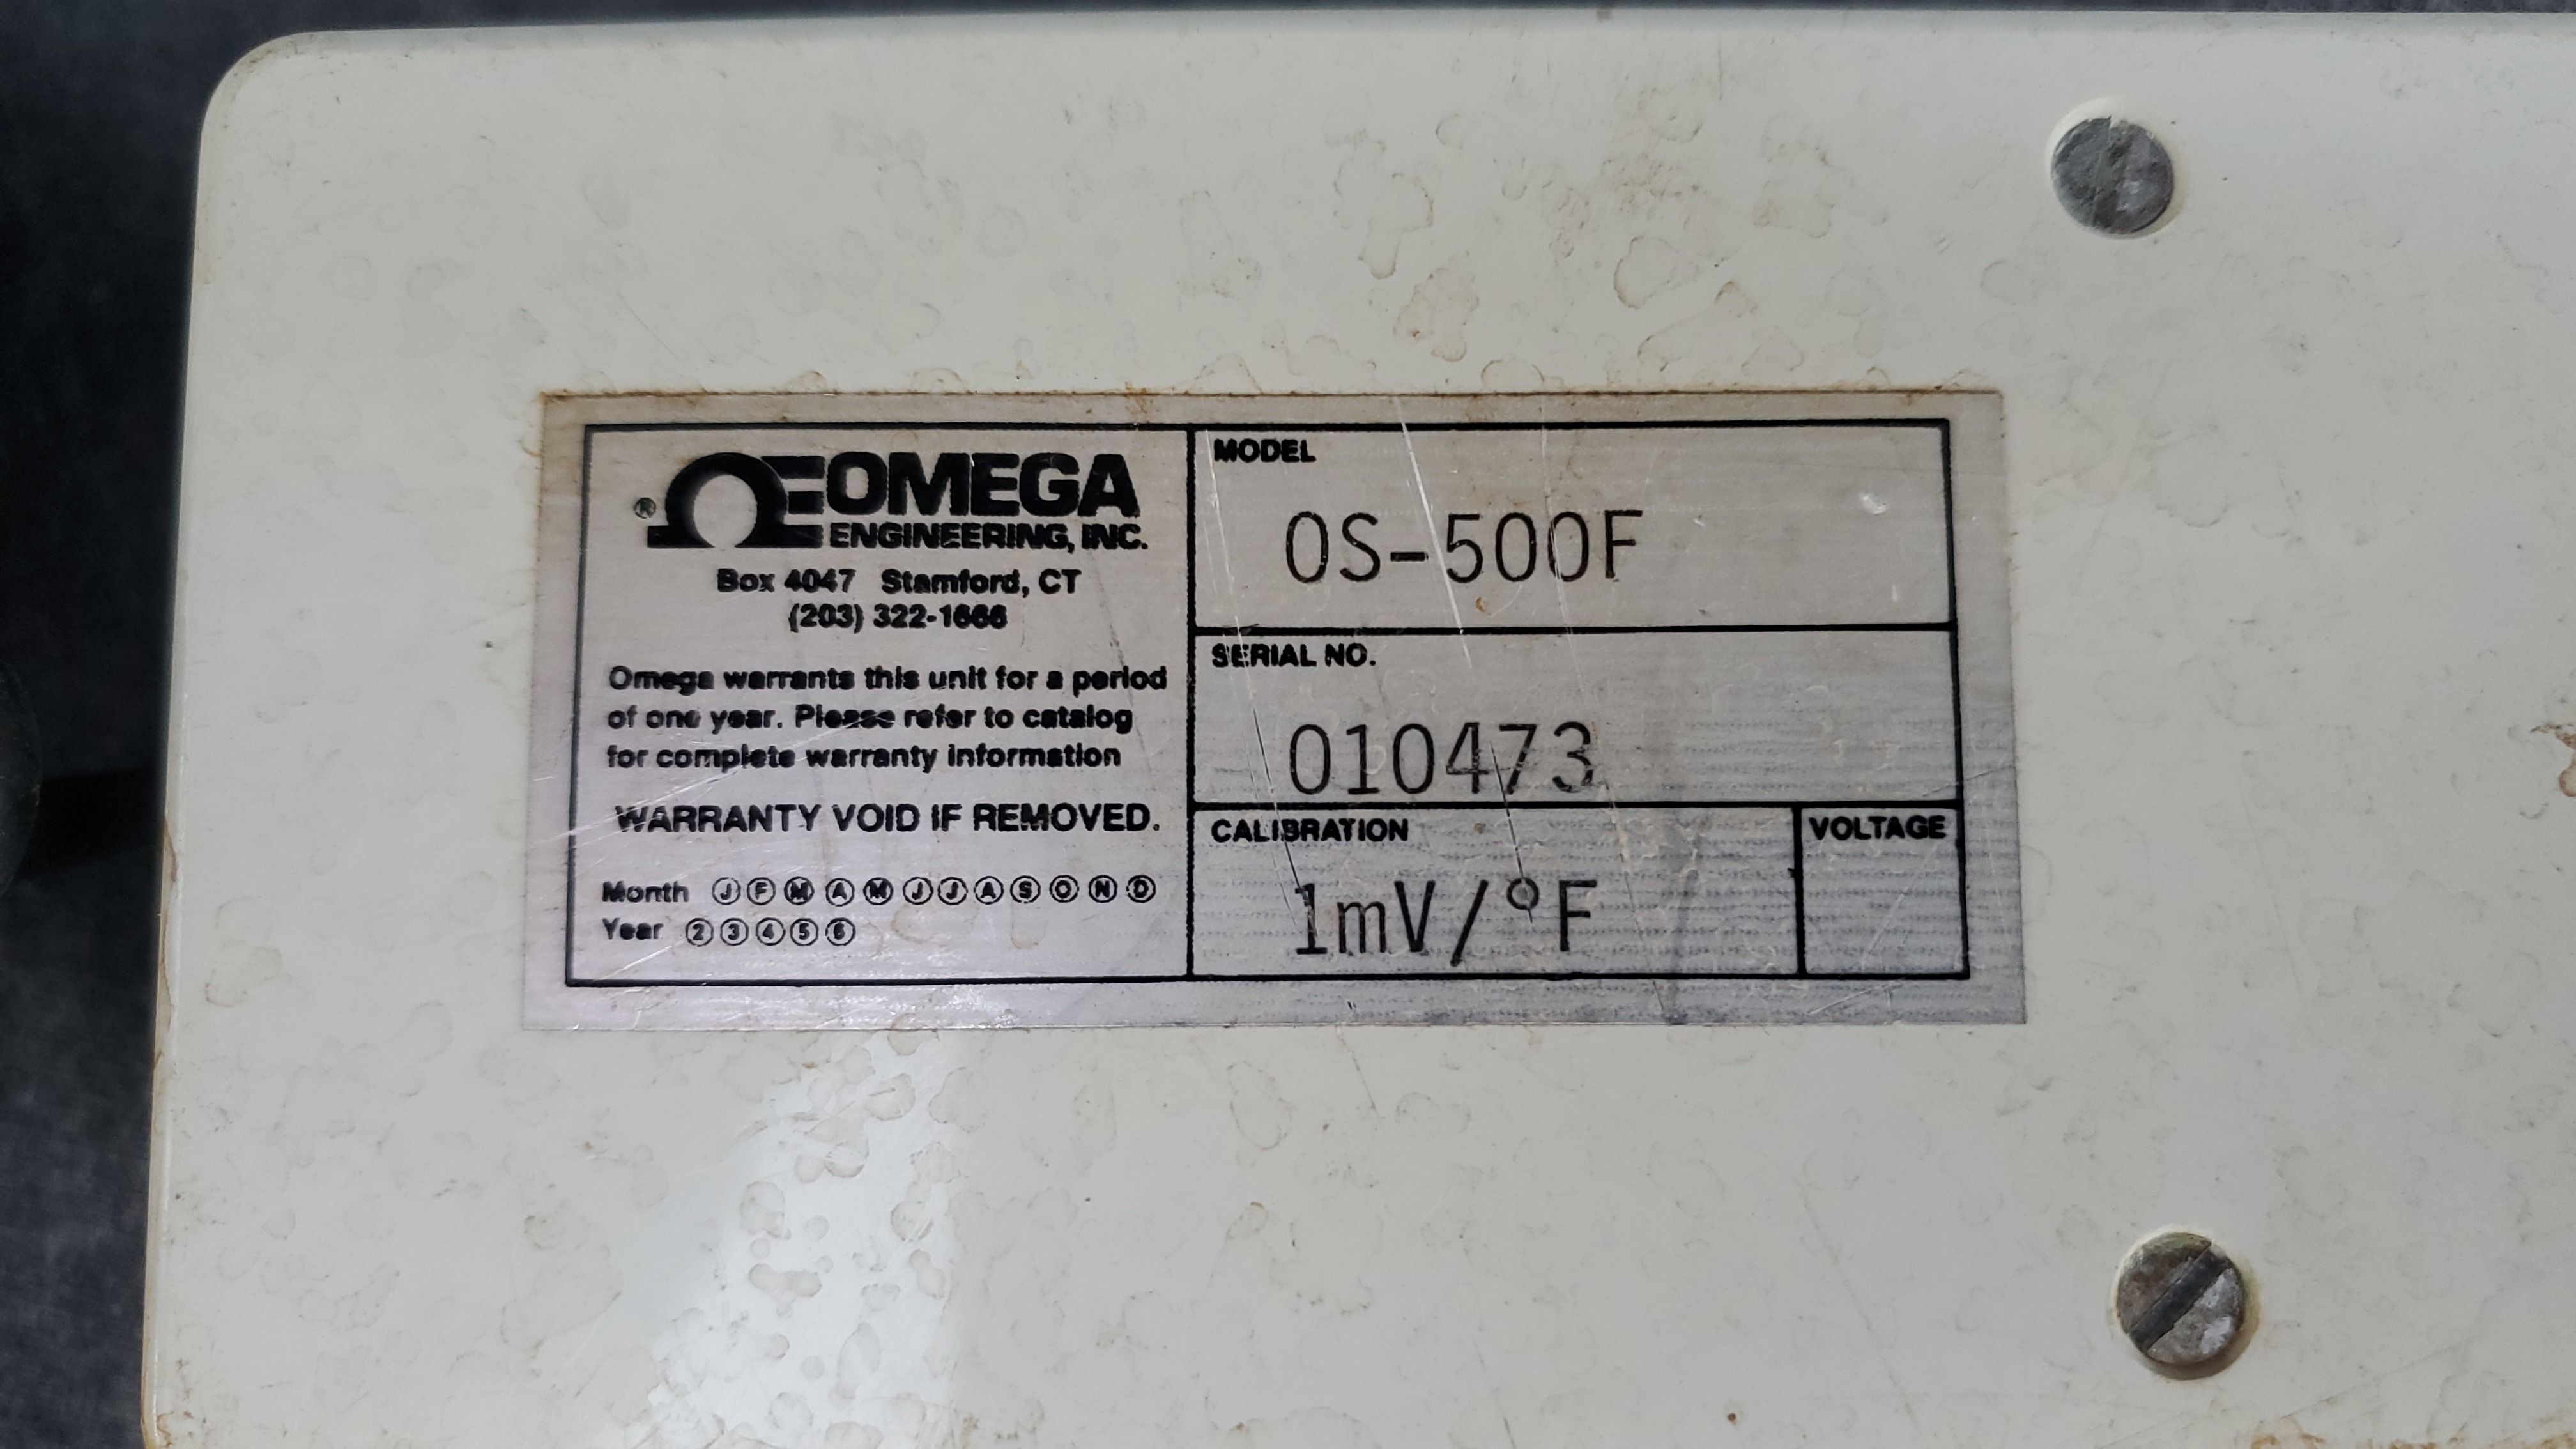 ® OMEGA
ENGINEERING, INC.
Box 4047 Stamford, CT
(203) 322-1666
Omega warrants this unit for a period
of one year. Please refer to catalog
for complete warranty information
WARRANTY VOID IF REMOVED.
Month J F M A M J J A S O N D
Year 2 3 4 5 6
MODEL
OS-500F
SERIAL NO.
010473
CALIBRATION
1mV/°F
VOLTAGE